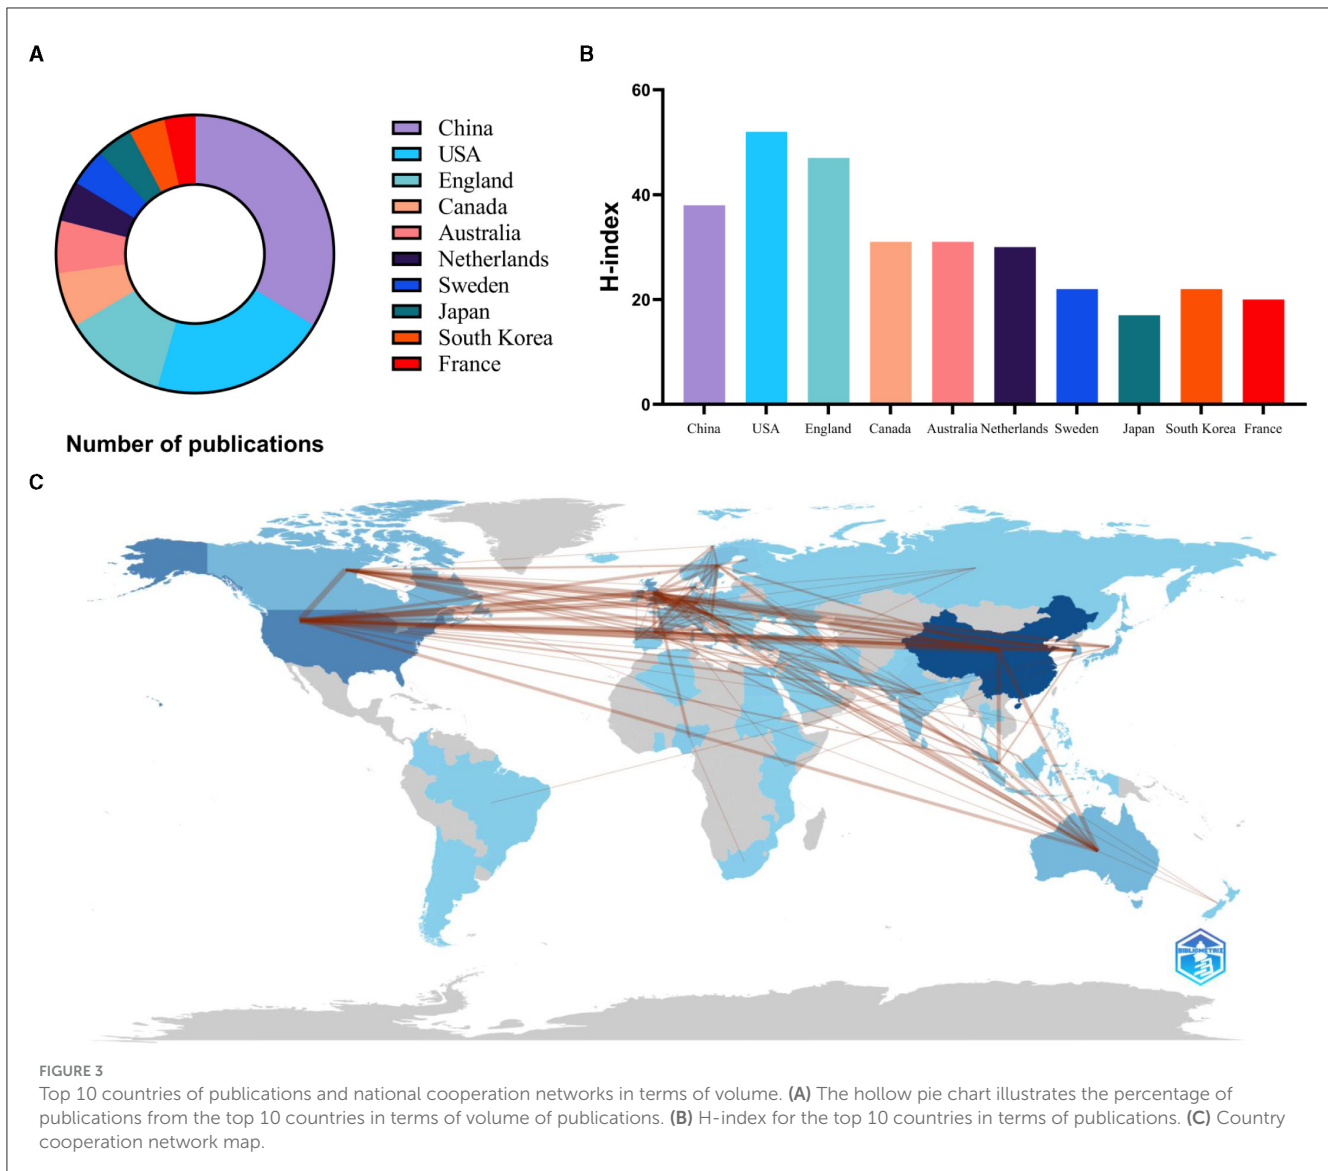 A
China
USA
England
Canada
Australia
Netherlands
Sweden
Japan
South Korea
France
Number of publications
B
H-index
60
40
20
0
China USA England Canada Australia Netherlands Sweden Japan South Korea France
C
BIBLIOMETRIX
FIGURE 3
Top 10 countries of publications and national cooperation networks in terms of volume. (A) The hollow pie chart illustrates the percentage of
publications from the top 10 countries in terms of volume of publications. (B) H-index for the top 10 countries in terms of publications. (C) Country
cooperation network map.